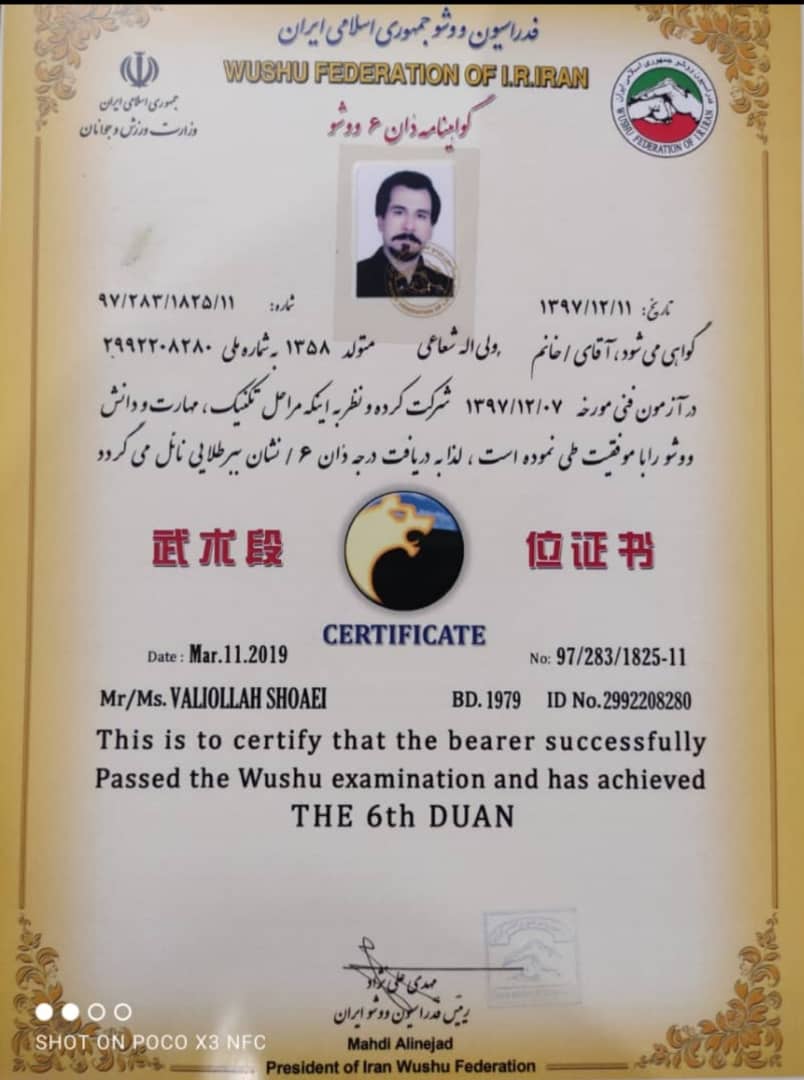 فدراسیون ووشو جمهوری اسلامی ایران
WUSHU FEDERATION OF I.R.IRAN
جمهوری اسلامی ایران
وزارت ورزش و جوانان
گواهینامه دان ۶ ووشو
فدراسیون ووشو جمهوری اسلامی ایران
WUSHU FEDERATION OF I.R.IRAN
تاریخ: ۱۳۹۷/۱۲/۱۱ شماره: ۹۷/۲۸۳/۱۸۲۵/۱۱
گواهی می شود، آقای / خانم ولی اله شعاعی متولد ۱۳۵۸ به شماره ملی ۲۹۹۲۲۰۸۲۸۰
در آزمون فنی مورخه ۱۳۹۷/۱۲/۰۷ شرکت کرده و نظر به اینکه مراحل تکنیک، مهارت و دانش
ووشو را با موفقیت طی نموده است، لذا به دریافت درجه دان ۶ / نشان ببر طلایی نائل می گردد
武术段 位证书
CERTIFICATE
Date: Mar.11.2019 No: 97/283/1825-11
Mr/Ms. VALIOLLAH SHOAEI BD. 1979 ID No.2992208280
This is to certify that the bearer successfully
Passed the Wushu examination and has achieved
THE 6th DUAN
مهدی علی نژاد
رییس فدراسیون ووشو ایران
Mahdi Alinejad
President of Iran Wushu Federation
SHOT ON POCO X3 NFC